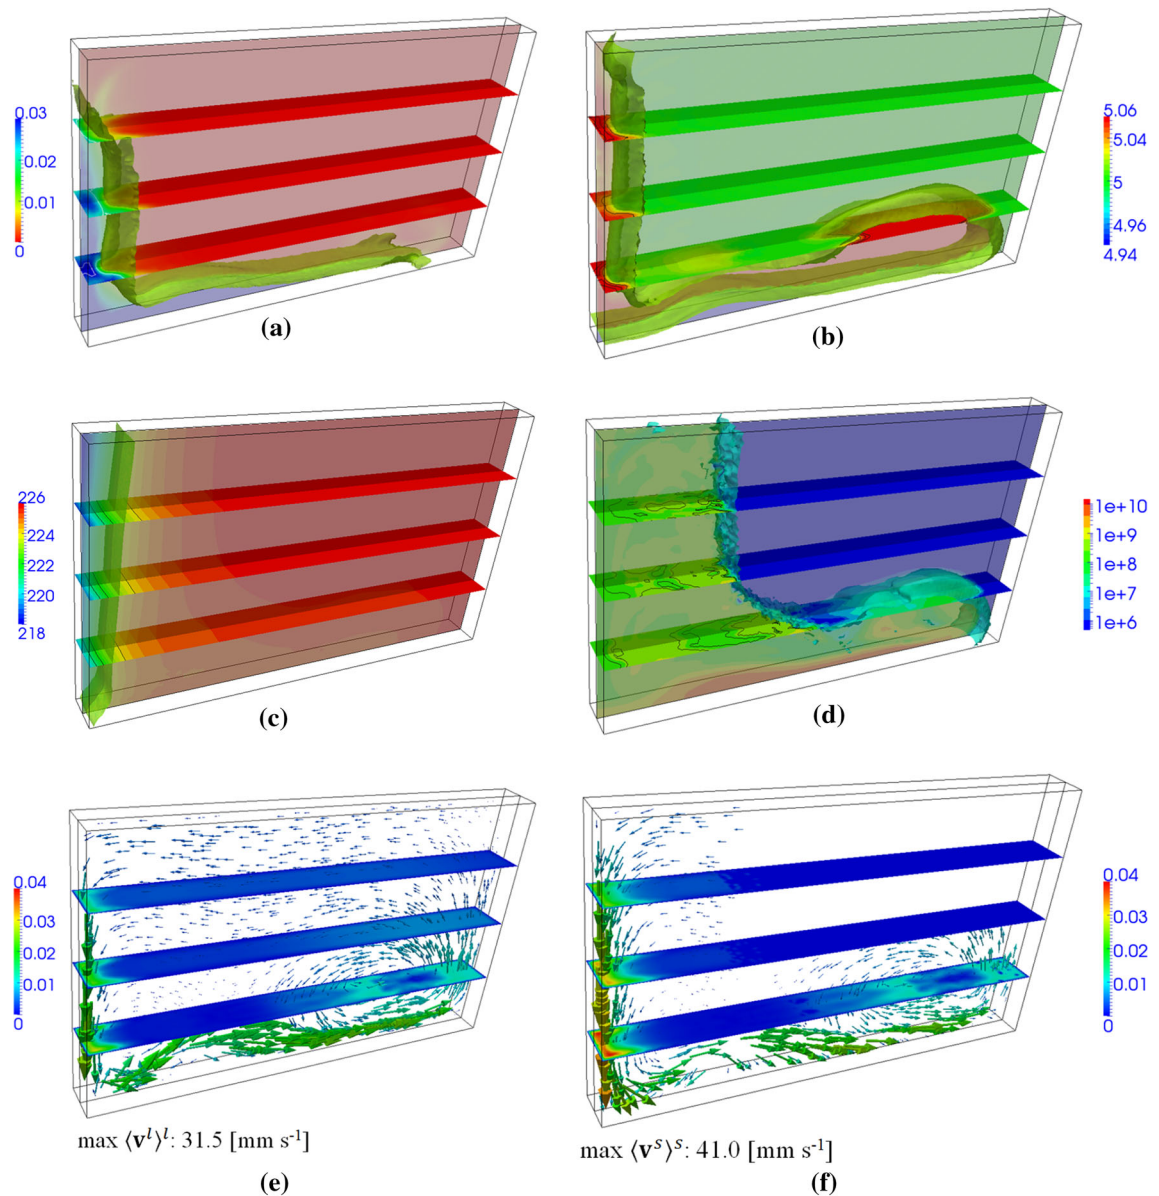 0.03
0.02
0.01
0
(a)
5.06
5.04
5
4.96
4.94
(b)
226
224
222
220
218
(c)
1e+10
1e+9
1e+8
1e+7
1e+6
(d)
0.04
0.03
0.02
0.01
0
max ⟨v^l⟩^l: 31.5 [mm s^-1]
(e)
0.04
0.03
0.02
0.01
0
max ⟨v^s⟩^s: 41.0 [mm s^-1]
(f)